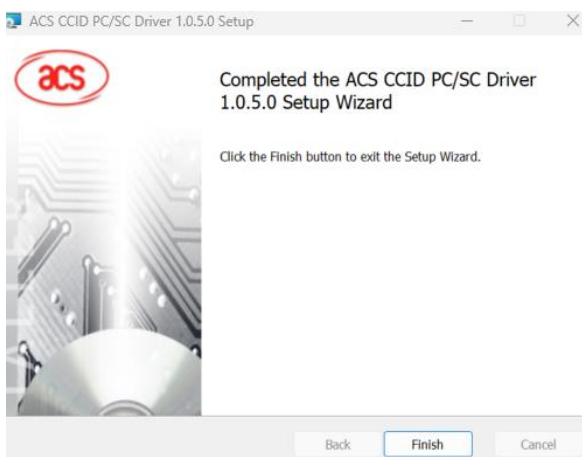 ACS CCID PC/SC Driver 1.0.5.0 Setup
acs
Completed the ACS CCID PC/SC Driver
1.0.5.0 Setup Wizard
Click the Finish button to exit the Setup Wizard.
Back Finish Cancel